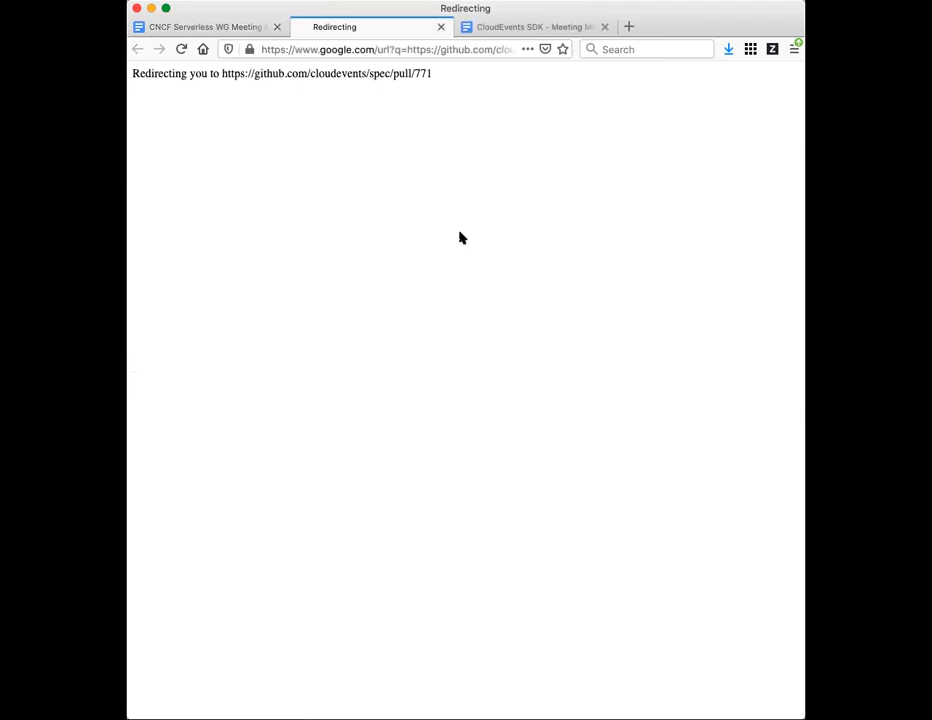 Redirecting
CNCF Serverless WG Meeting
Redirecting
CloudEvents SDK - Meeting M
https://www.google.com/url?q=https://github.com/clou
Search
Z
Redirecting you to https://github.com/cloudevents/spec/pull/771